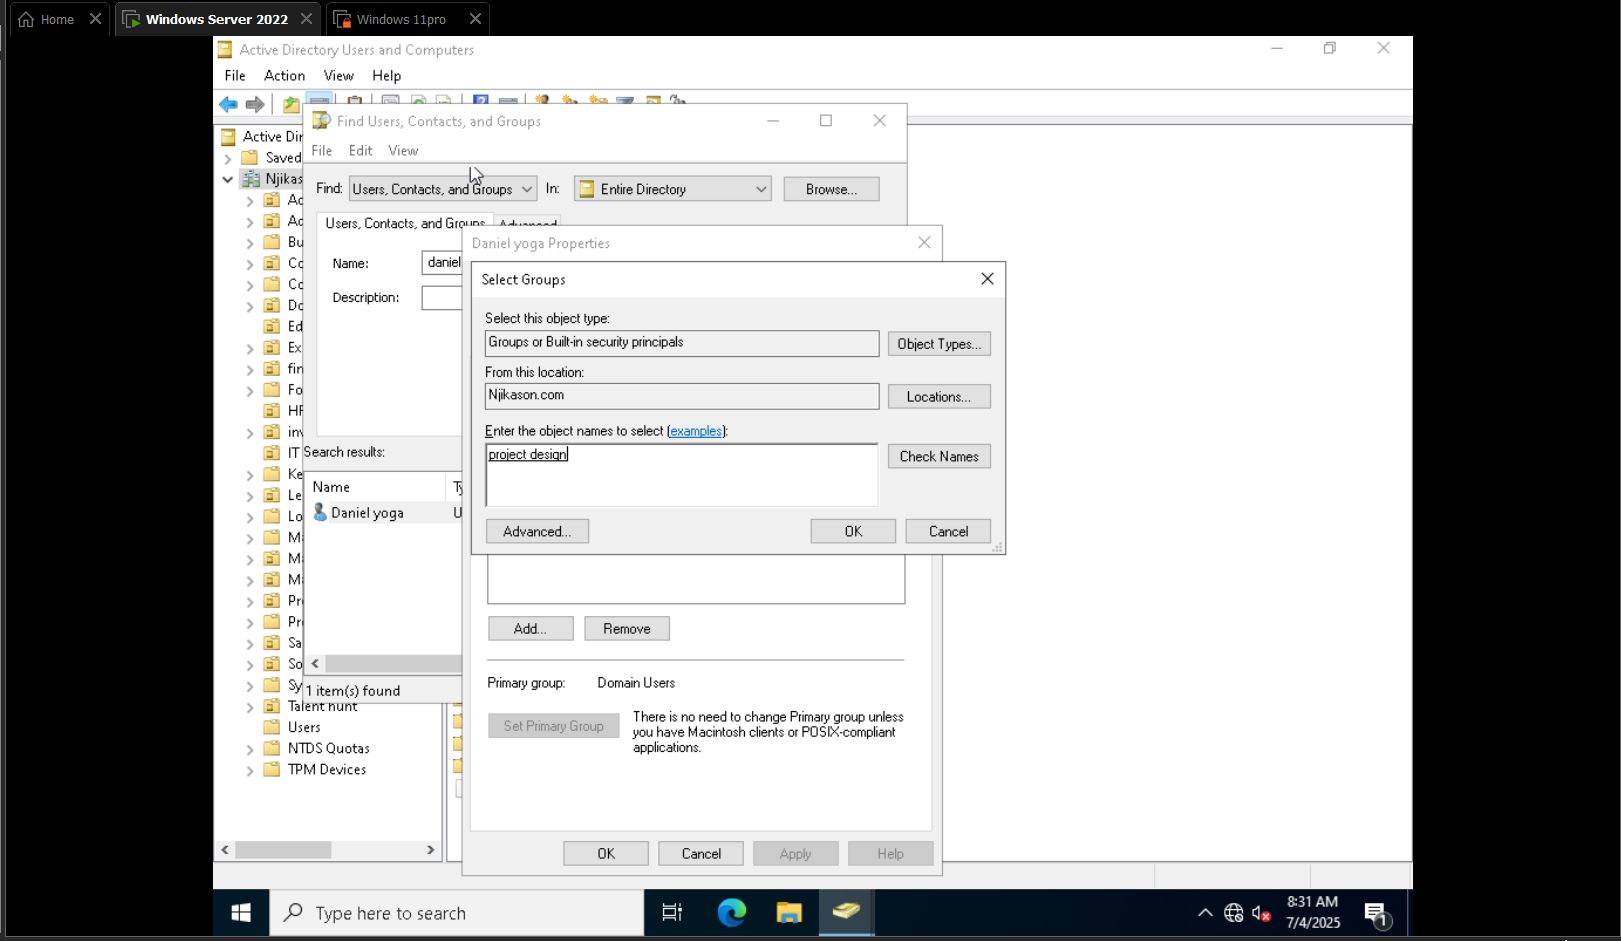 Home
Windows Server 2022
Windows 11pro
Active Directory Users and Computers
File Action View Help
Active Dir
Saved
Njikas
Ac
Ac
Bu
Co
Co
Do
Ed
Ex
fin
Fo
HF
inv
IT
Ke
Le
Lo
M
M
M
Pr
Pr
Sa
So
Sy
Talent hunt
Users
NTDS Quotas
TPM Devices
Find Users, Contacts, and Groups
File Edit View
Find: Users, Contacts, and Groups In: Entire Directory Browse...
Users, Contacts, and Groups Advanced
Name: daniel
Description:
Search results:
Name Ty
Daniel yoga U
1 item(s) found
Daniel yoga Properties
Select Groups
Select this object type:
Groups or Built-in security principals Object Types...
From this location:
Njikason.com Locations...
Enter the object names to select (examples):
project design Check Names
Advanced... OK Cancel
Add... Remove
Primary group: Domain Users
Set Primary Group
There is no need to change Primary group unless
you have Macintosh clients or POSIX-compliant
applications.
OK Cancel Apply Help
Type here to search
8:31 AM
7/4/2025
1